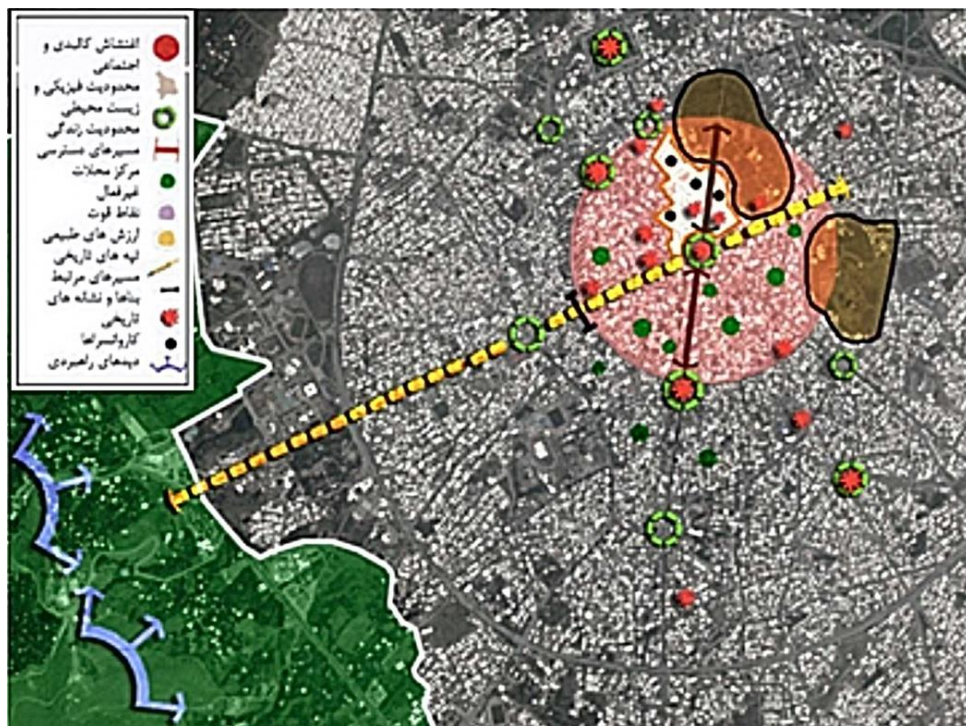 اغتشاش کالبدی و
اجتماعی
محدودیت فیزیکی و
زیست محیطی
محدودیت زندگی
مسیرهای دسترسی
مرکز محلات
غیرفعال
نقاط قوت
ارزش های طبیعی
تپه های تاریخی
مسیرهای مرتبط
بناها و نشانه های
تاریخی
کاروانسراها
دیدهای راهبردی